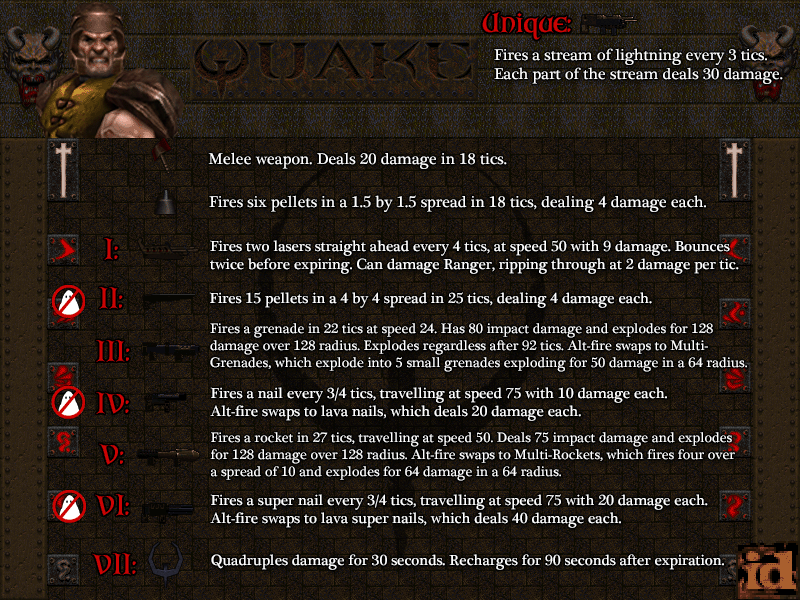 Unique:
Fires a stream of lightning every 3 tics.
Each part of the stream deals 30 damage.
QUAKE
Melee weapon. Deals 20 damage in 18 tics.
Fires six pellets in a 1.5 by 1.5 spread in 18 tics, dealing 4 damage each.
I:
Fires two lasers straight ahead every 4 tics, at speed 50 with 9 damage. Bounces
twice before expiring. Can damage Ranger, ripping through at 2 damage per tic.
II:
Fires 15 pellets in a 4 by 4 spread in 25 tics, dealing 4 damage each.
III:
Fires a grenade in 22 tics at speed 24. Has 80 impact damage and explodes for 128
damage over 128 radius. Explodes regardless after 92 tics. Alt-fire swaps to Multi-
Grenades, which explode into 5 small grenades exploding for 50 damage in a 64 radius.
IV:
Fires a nail every 3/4 tics, travelling at speed 75 with 10 damage each.
Alt-fire swaps to lava nails, which deals 20 damage each.
V:
Fires a rocket in 27 tics, travelling at speed 50. Deals 75 impact damage and explodes
for 128 damage over 128 radius. Alt-fire swaps to Multi-Rockets, which fires four over
a spread of 10 and explodes for 64 damage in a 64 radius.
VI:
Fires a super nail every 3/4 tics, travelling at speed 75 with 20 damage each.
Alt-fire swaps to lava super nails, which deals 40 damage each.
VII:
Quadruples damage for 30 seconds. Recharges for 90 seconds after expiration.
id